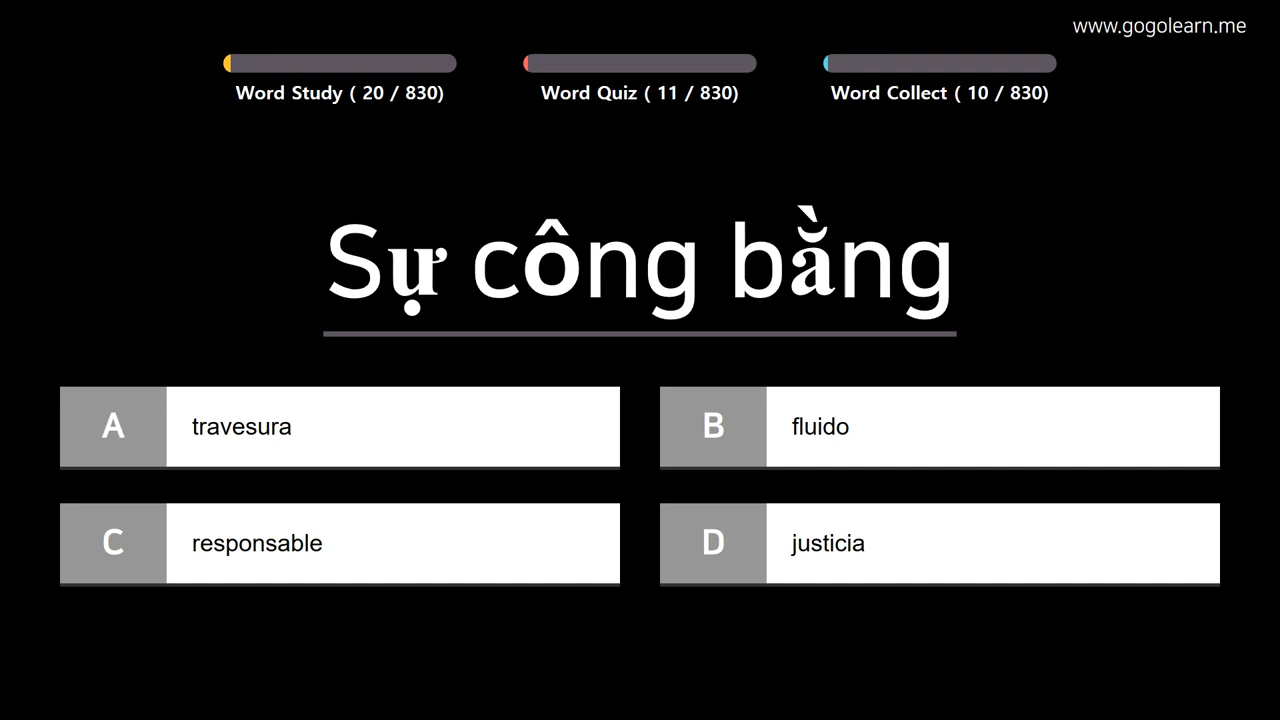 www.gogolearn.me
Word Study ( 20 / 830)
Word Quiz ( 11 / 830)
Word Collect ( 10 / 830)
Sự công bằng
A travesura
B fluido
C responsable
D justicia